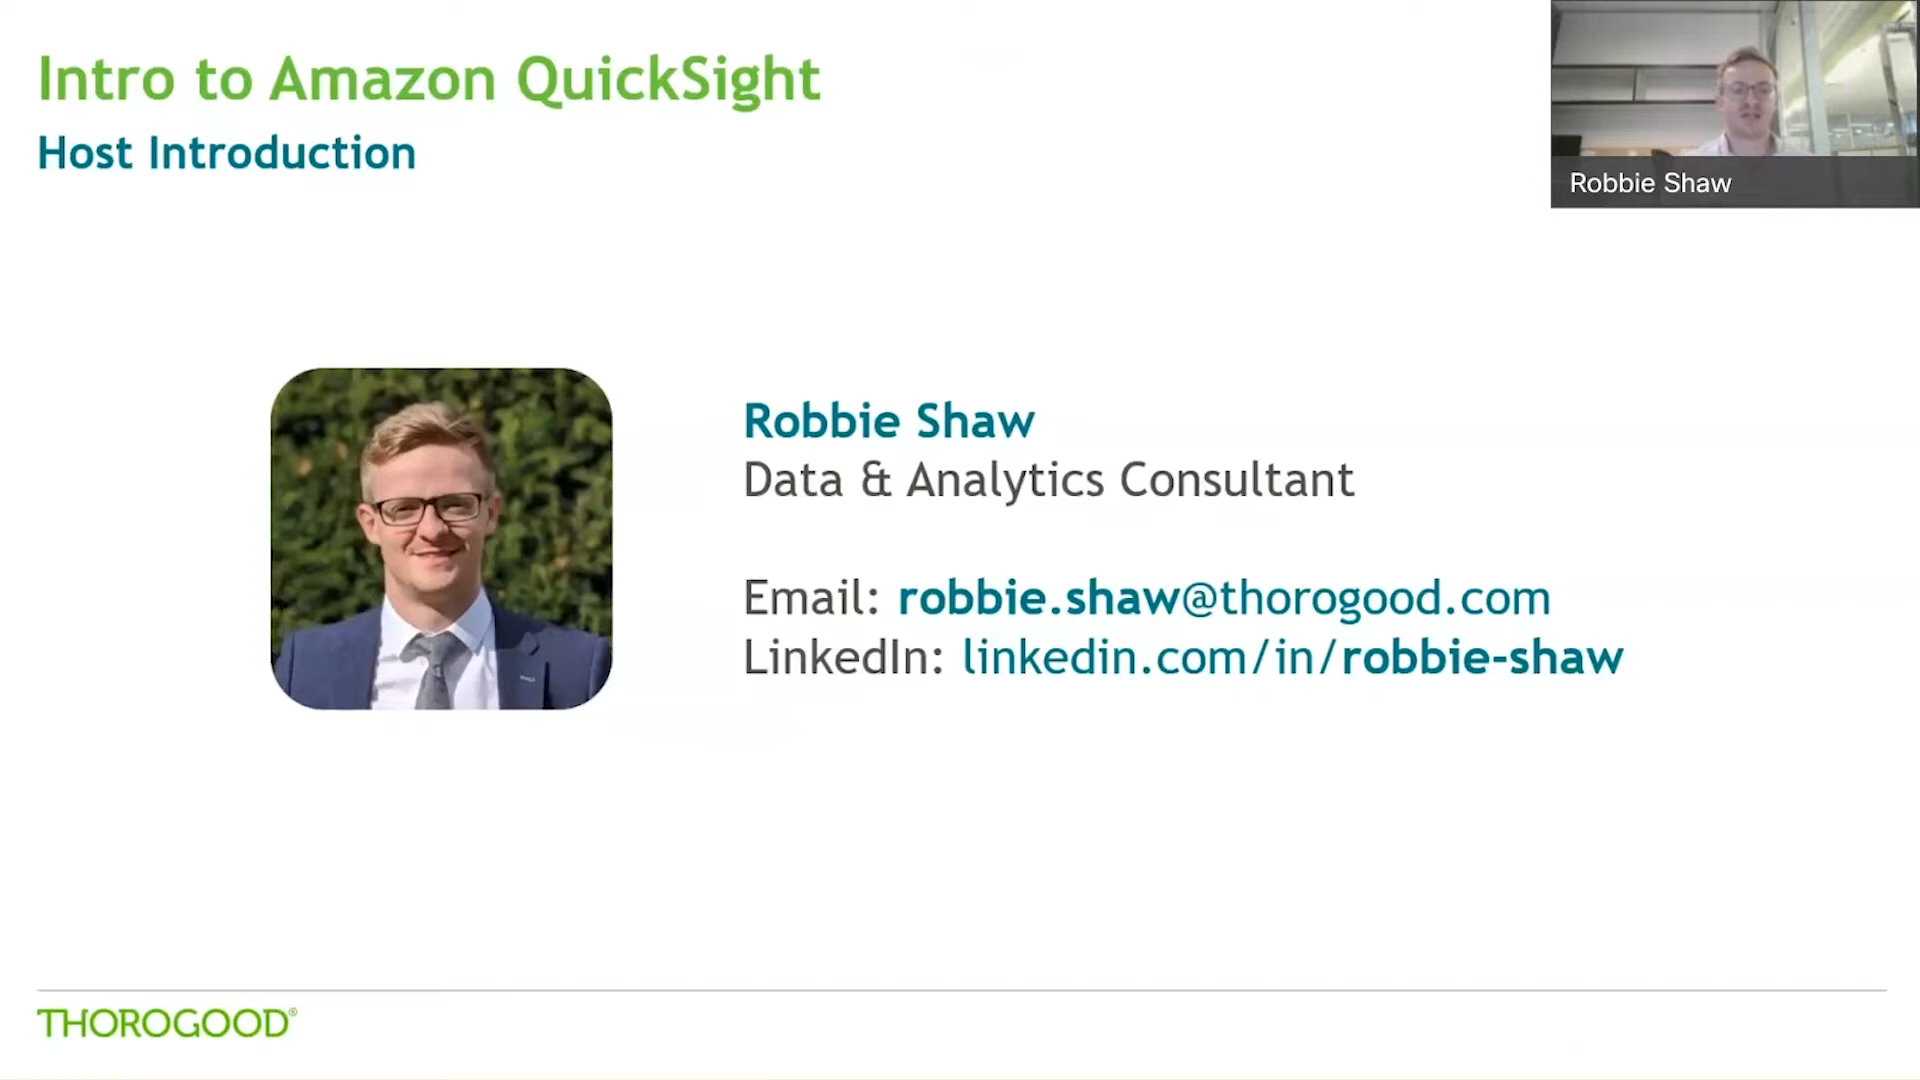 Intro to Amazon QuickSight
Host Introduction
Robbie Shaw
Robbie Shaw
Data & Analytics Consultant
Email: robbie.shaw@thorogood.com
LinkedIn: linkedin.com/in/robbie-shaw
THOROGOOD®